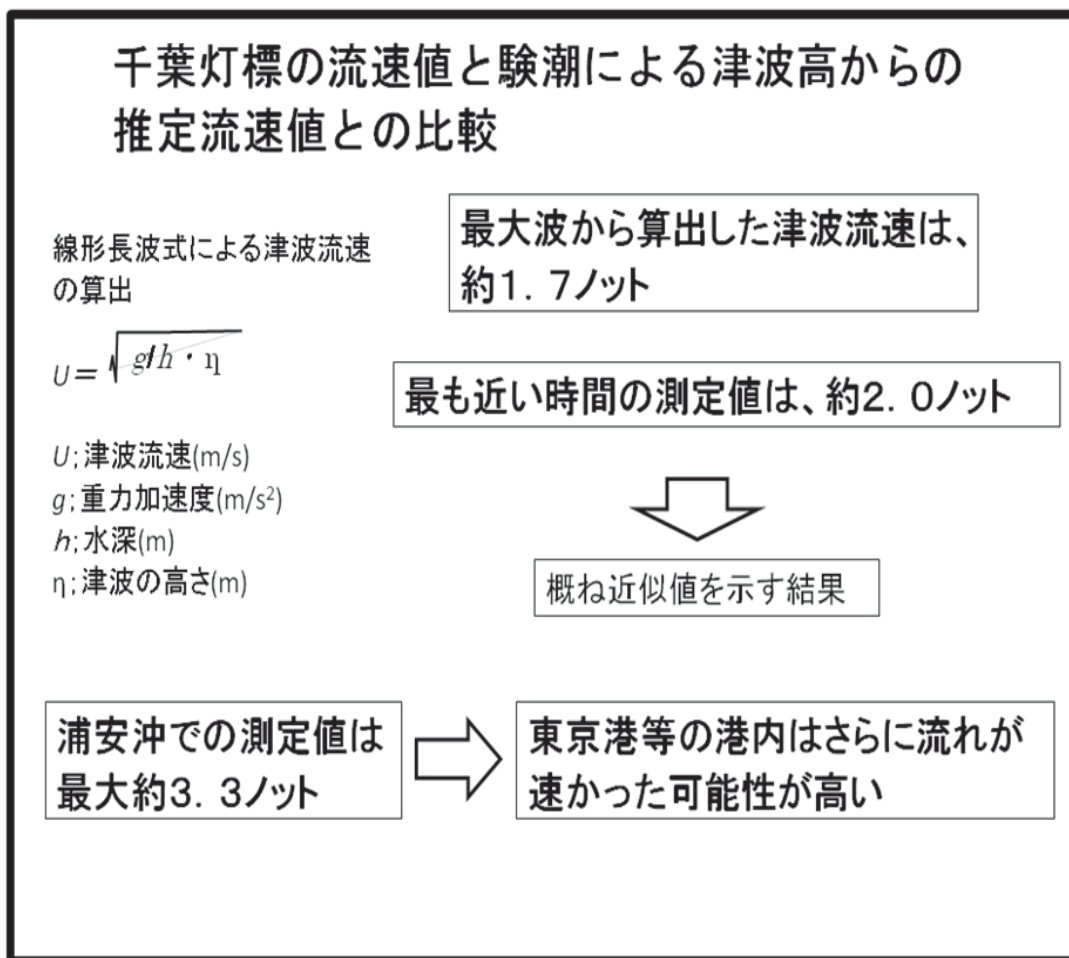 千葉灯標の流速値と験潮による津波高からの
推定流速値との比較
線形長波式による津波流速
の算出
U=√g/h・η
U;津波流速(m/s)
g;重力加速度(m/s²)
h;水深(m)
η;津波の高さ(m)
最大波から算出した津波流速は、
約1.7ノット
最も近い時間の測定値は、約2.0ノット
概ね近似値を示す結果
浦安沖での測定値は
最大約3.3ノット
東京港等の港内はさらに流れが
速かった可能性が高い